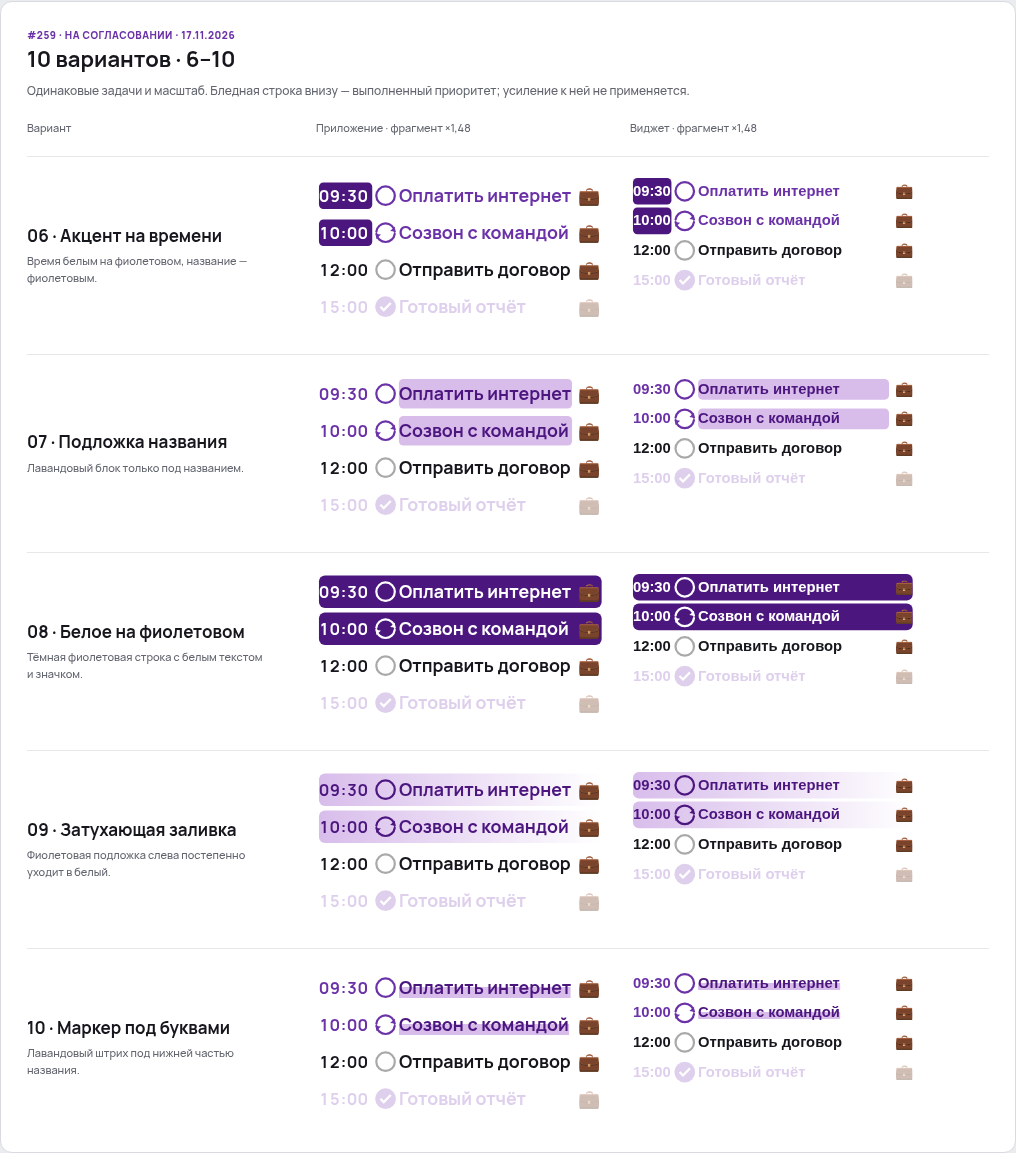 #259 · НА СОГЛАСОВАНИИ · 17.11.2026
10 вариантов · 6–10
Одинаковые задачи и масштаб. Бледная строка внизу — выполненный приоритет; усиление к ней не применяется.
Вариант
Приложение · фрагмент ×1,48
Виджет · фрагмент ×1,48
06 · Акцент на времени
Время белым на фиолетовом, название —
фиолетовым.
09:30 Оплатить интернет
10:00 Созвон с командой
12:00 Отправить договор
15:00 Готовый отчёт
09:30 Оплатить интернет
10:00 Созвон с командой
12:00 Отправить договор
15:00 Готовый отчёт
07 · Подложка названия
Лавандовый блок только под названием.
09:30 Оплатить интернет
10:00 Созвон с командой
12:00 Отправить договор
15:00 Готовый отчёт
09:30 Оплатить интернет
10:00 Созвон с командой
12:00 Отправить договор
15:00 Готовый отчёт
08 · Белое на фиолетовом
Тёмная фиолетовая строка с белым текстом
и значком.
09:30 Оплатить интернет
10:00 Созвон с командой
12:00 Отправить договор
15:00 Готовый отчёт
09:30 Оплатить интернет
10:00 Созвон с командой
12:00 Отправить договор
15:00 Готовый отчёт
09 · Затухающая заливка
Фиолетовая подложка слева постепенно
уходит в белый.
09:30 Оплатить интернет
10:00 Созвон с командой
12:00 Отправить договор
15:00 Готовый отчёт
09:30 Оплатить интернет
10:00 Созвон с командой
12:00 Отправить договор
15:00 Готовый отчёт
10 · Маркер под буквами
Лавандовый штрих под нижней частью
названия.
09:30 Оплатить интернет
10:00 Созвон с командой
12:00 Отправить договор
15:00 Готовый отчёт
09:30 Оплатить интернет
10:00 Созвон с командой
12:00 Отправить договор
15:00 Готовый отчёт